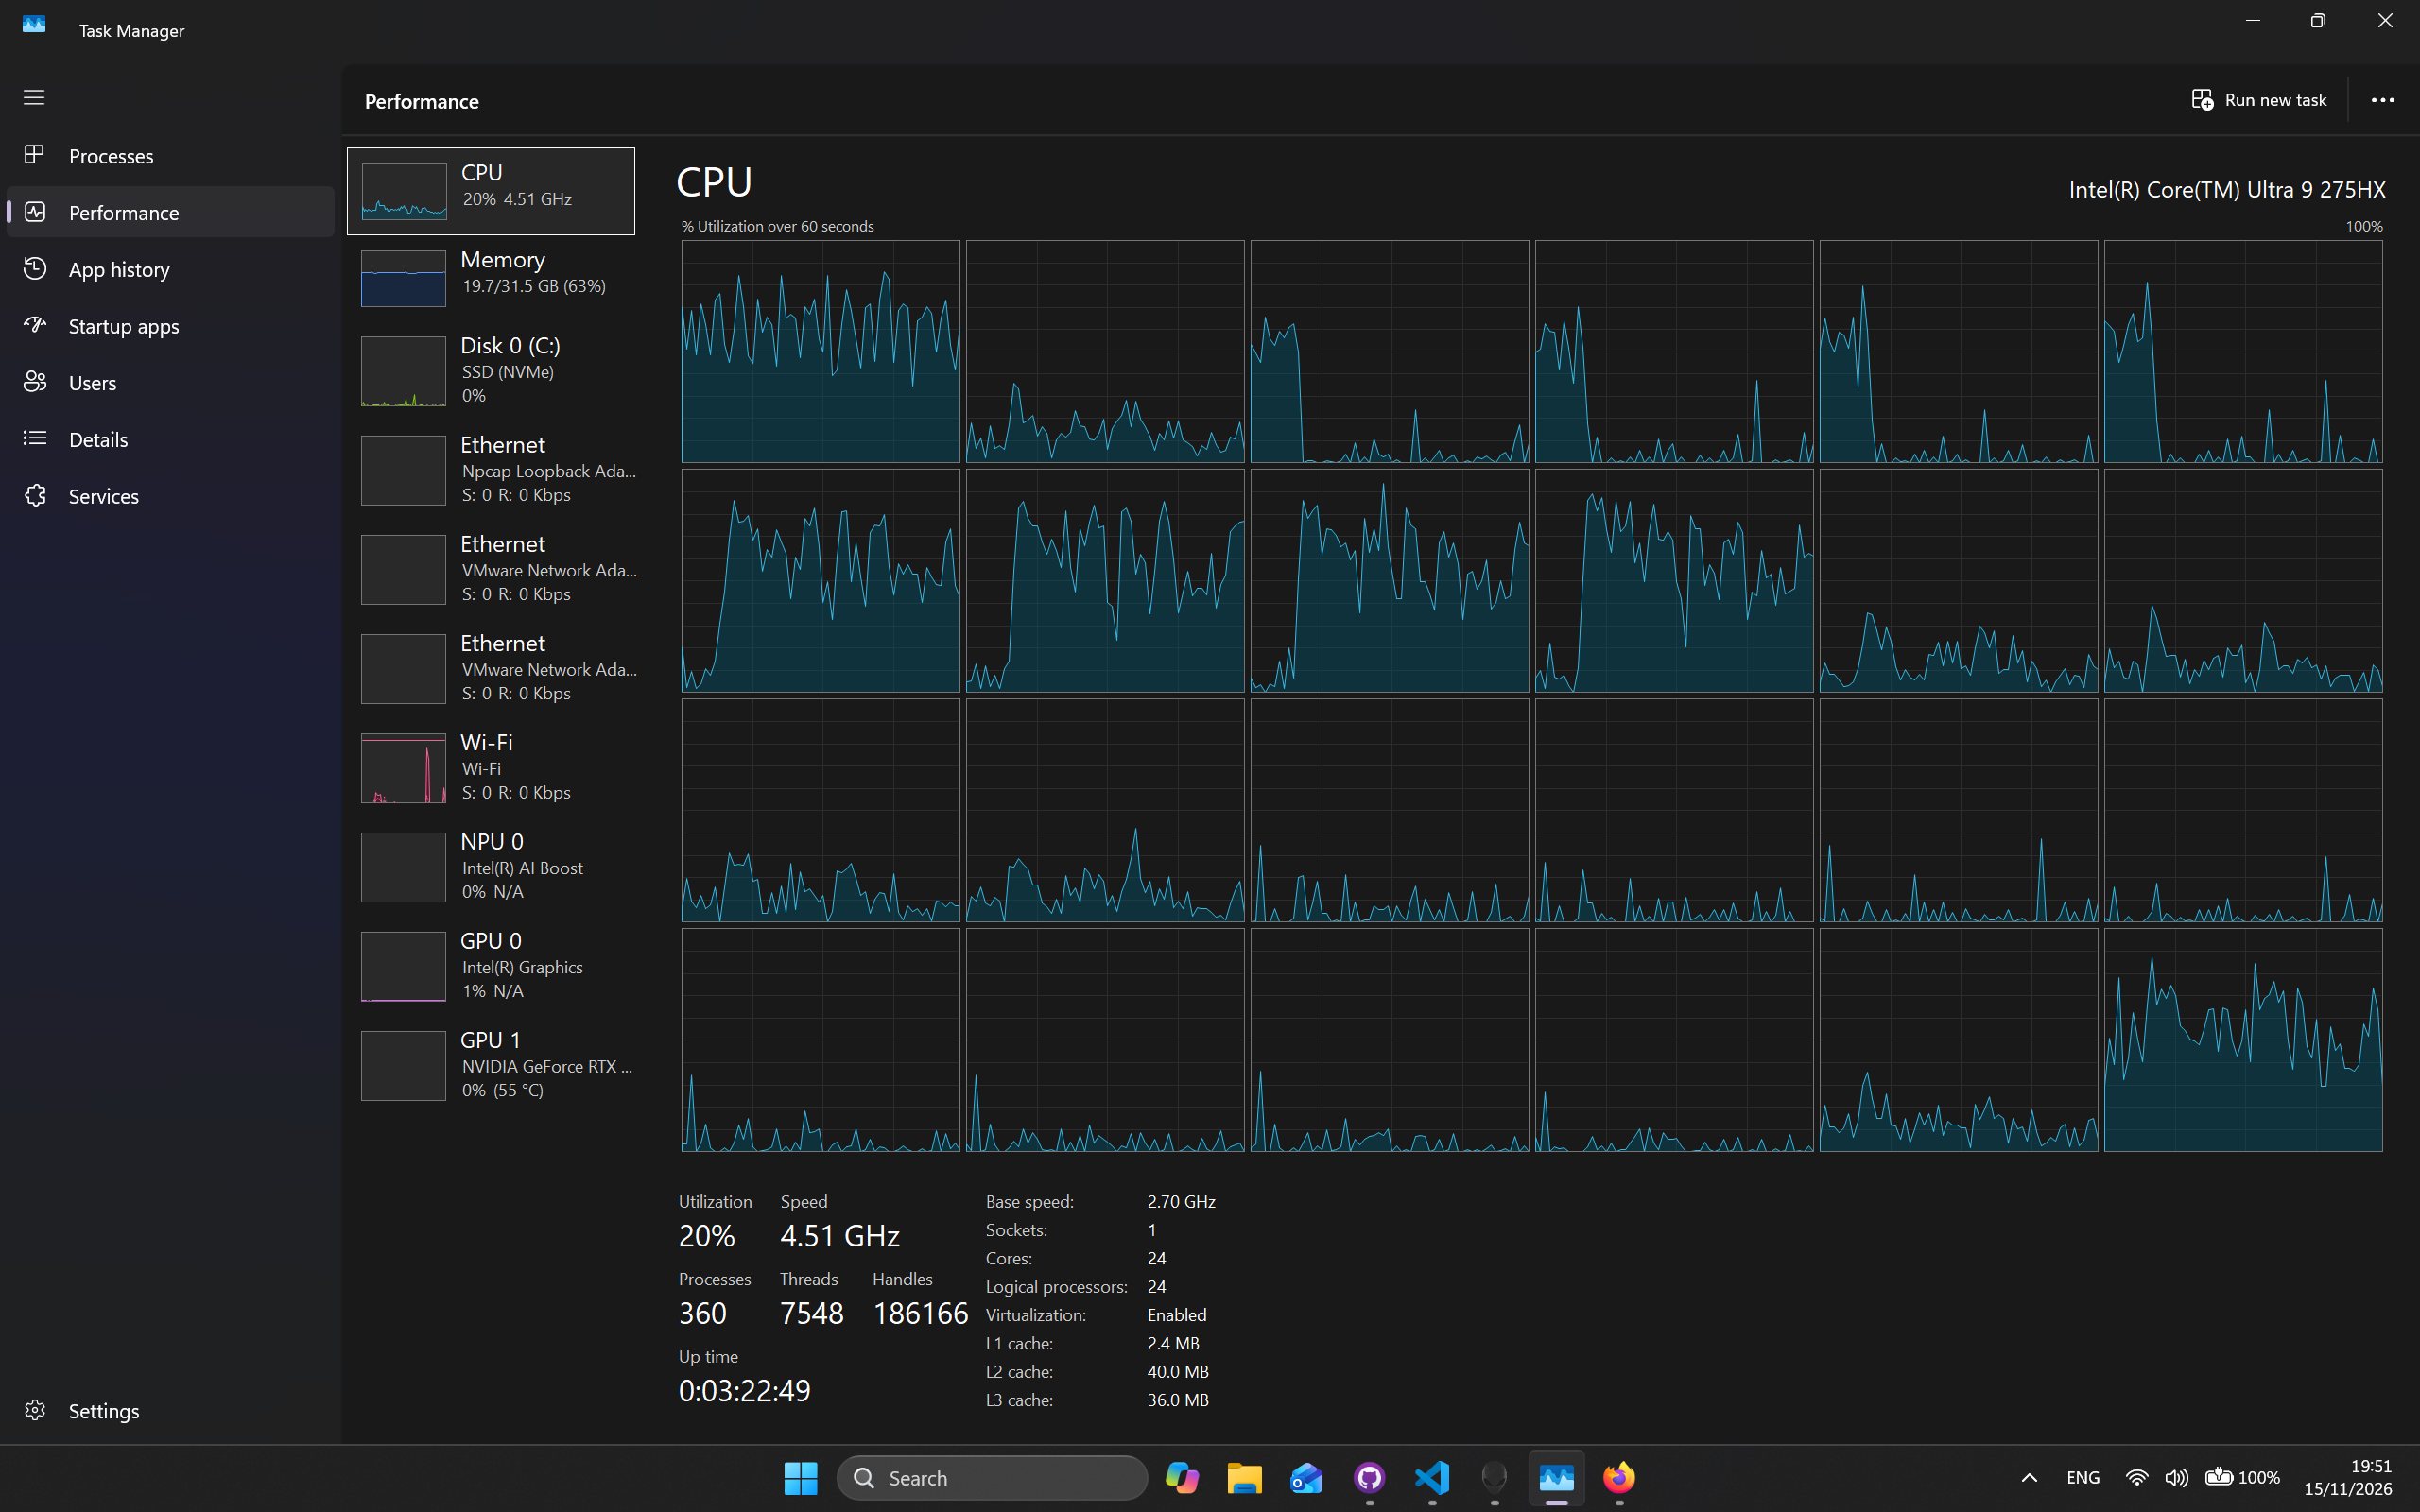 Task Manager
Performance
Run new task
Processes
Performance
App history
Startup apps
Users
Details
Services
Settings
CPU
20% 4.51 GHz
Memory
19.7/31.5 GB (63%)
Disk 0 (C:)
SSD (NVMe)
0%
Ethernet
Npcap Loopback Ada...
S: 0 R: 0 Kbps
Ethernet
VMware Network Ada...
S: 0 R: 0 Kbps
Ethernet
VMware Network Ada...
S: 0 R: 0 Kbps
Wi-Fi
Wi-Fi
S: 0 R: 0 Kbps
NPU 0
Intel(R) AI Boost
0% N/A
GPU 0
Intel(R) Graphics
1% N/A
GPU 1
NVIDIA GeForce RTX ...
0% (55 °C)
CPU
Intel(R) Core(TM) Ultra 9 275HX
% Utilization over 60 seconds
100%
Utilization Speed
20% 4.51 GHz
Processes Threads Handles
360 7548 186166
Up time
0:03:22:49
Base speed: 2.70 GHz
Sockets: 1
Cores: 24
Logical processors: 24
Virtualization: Enabled
L1 cache: 2.4 MB
L2 cache: 40.0 MB
L3 cache: 36.0 MB
Search
ENG
100%
19:51
15/11/2026